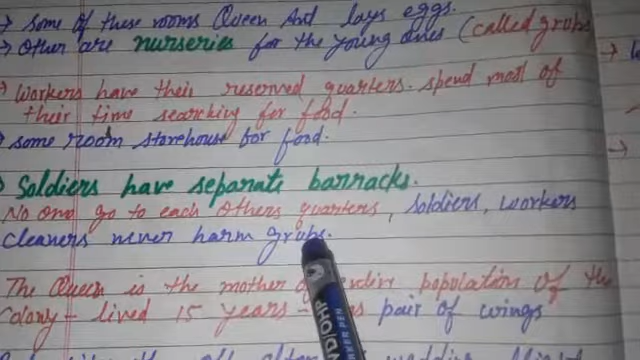 → some of these rooms Queen And lays eggs.
→ Other are nurseries for the young ones (called grubs
→ workers have their reserved quarters. spend most of
their time searching for food.
→ some room storehouse for food.
→ Soldiers have separate barracks.
No one go to each others quarters, soldiers, workers
cleaners never harm grubs.
The Queen is the mother of entire population of the
colony - lived 15 years - pair of wings